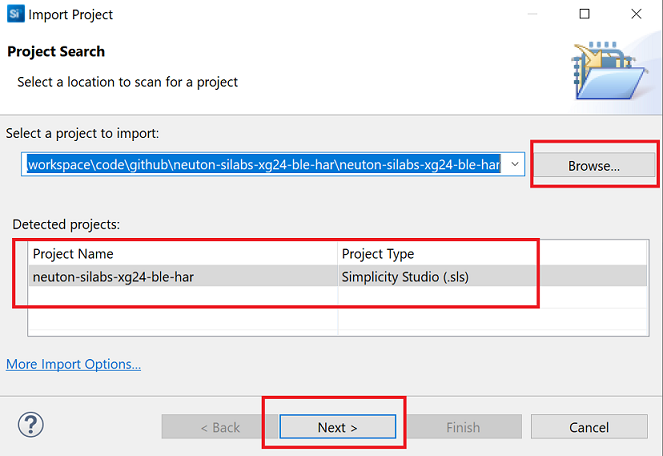 Si Import Project
Project Search
Select a location to scan for a project
Select a project to import:
workspace\code\github\neuton-silabs-xg24-ble-har\neuton-silabs-xg24-ble-har
Browse...
Detected projects:
Project Name Project Type
neuton-silabs-xg24-ble-har Simplicity Studio (.sls)
More Import Options...
? < Back Next > Finish Cancel